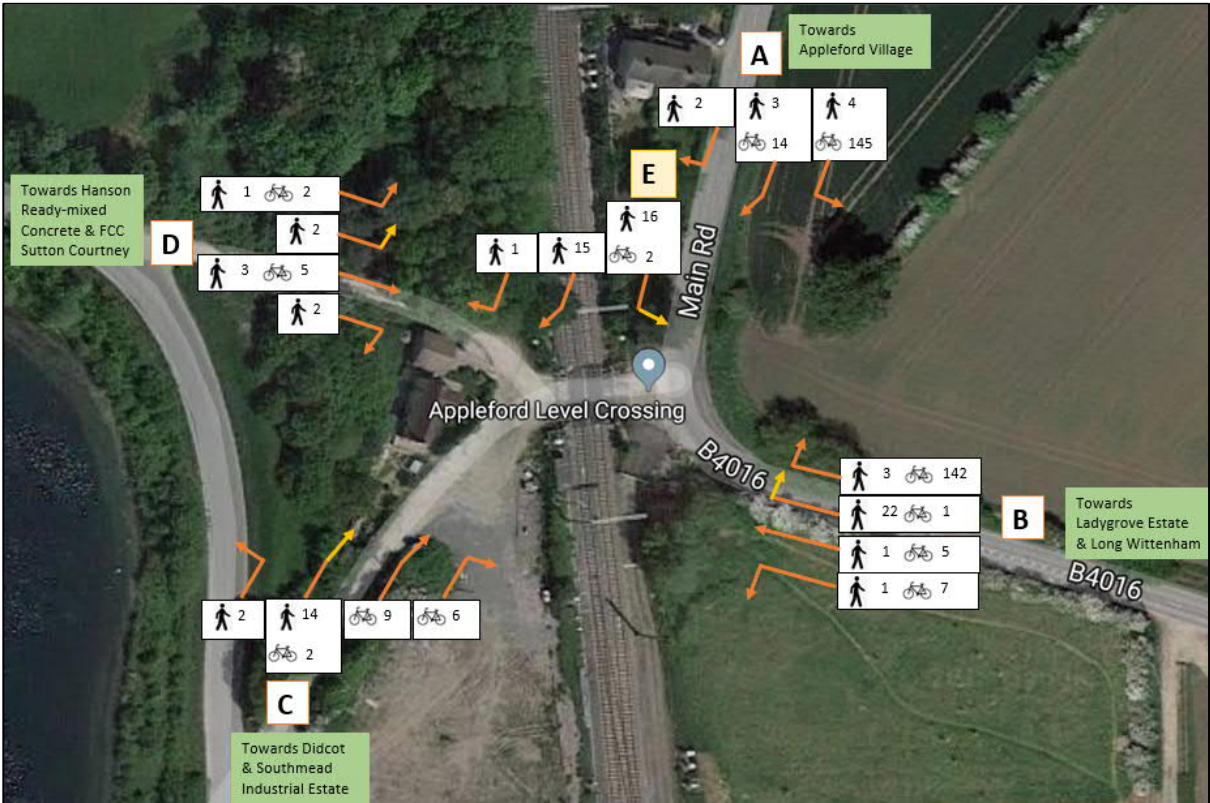 A
Towards
Appleford Village
2
3
14
4
145
E
Towards Hanson
Ready-mixed
Concrete & FCC
Sutton Courtney
D
1 2
2
3 5
2
1
15
16
2
Main Rd
Appleford Level Crossing
B4016
3 142
22 1
1 5
1 7
B
Towards
Ladygrove Estate
& Long Wittenham
B4016
2
14
2
9
6
C
Towards Didcot
& Southmead
Industrial Estate